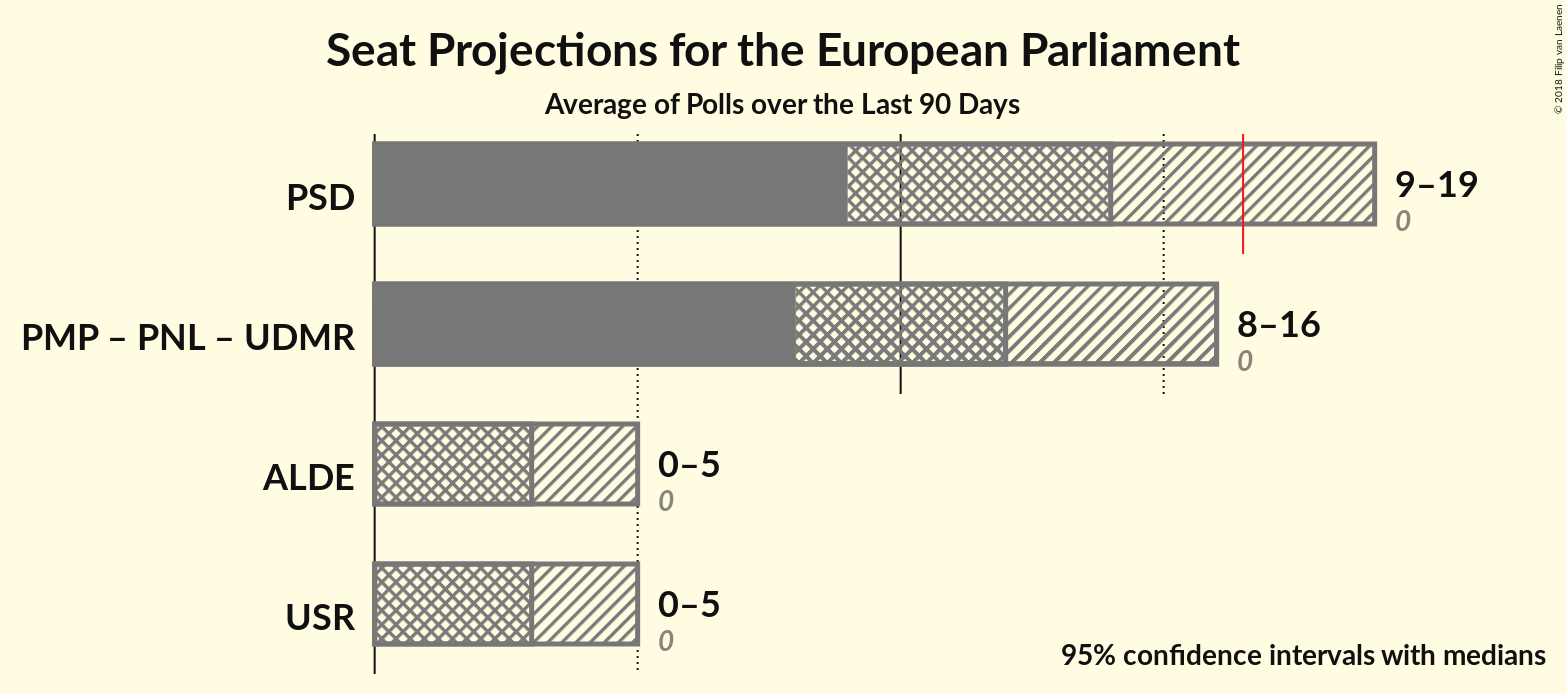 Seat Projections for the European Parliament
Average of Polls over the Last 90 Days
© 2018 Filip van Laenen
PSD
9–19
0
PMP – PNL – UDMR
8–16
0
ALDE
0–5
0
USR
0–5
0
95% confidence intervals with medians